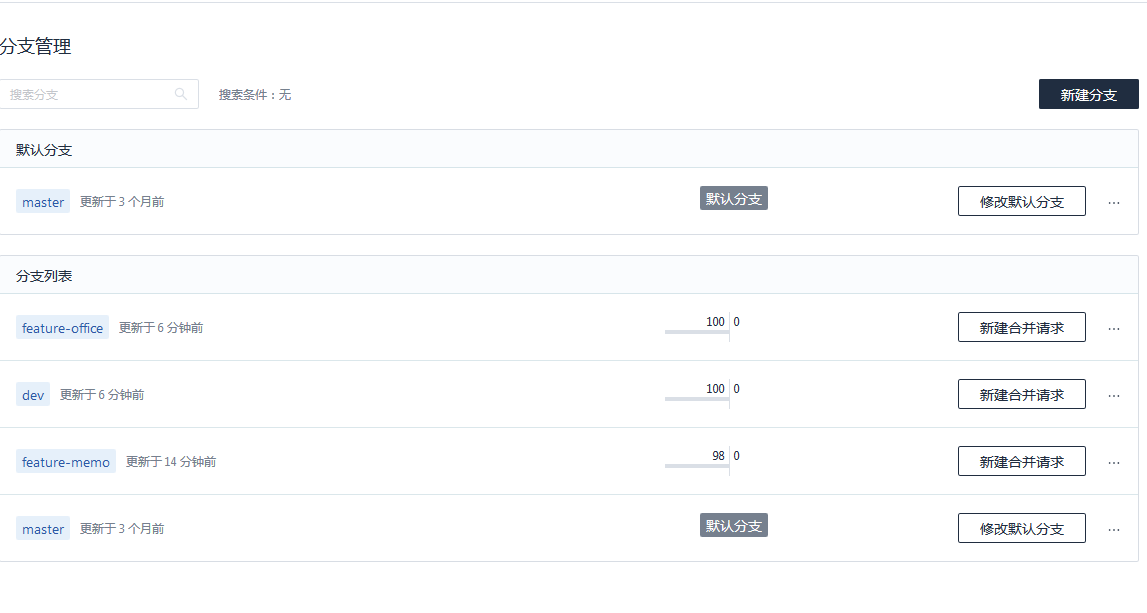 分支管理
搜索分支 搜索条件：无 新建分支
默认分支
master 更新于 3 个月前 默认分支 修改默认分支 ...
分支列表
feature-office 更新于 6 分钟前 100 0 新建合并请求 ...
dev 更新于 6 分钟前 100 0 新建合并请求 ...
feature-memo 更新于 14 分钟前 98 0 新建合并请求 ...
master 更新于 3 个月前 默认分支 修改默认分支 ...